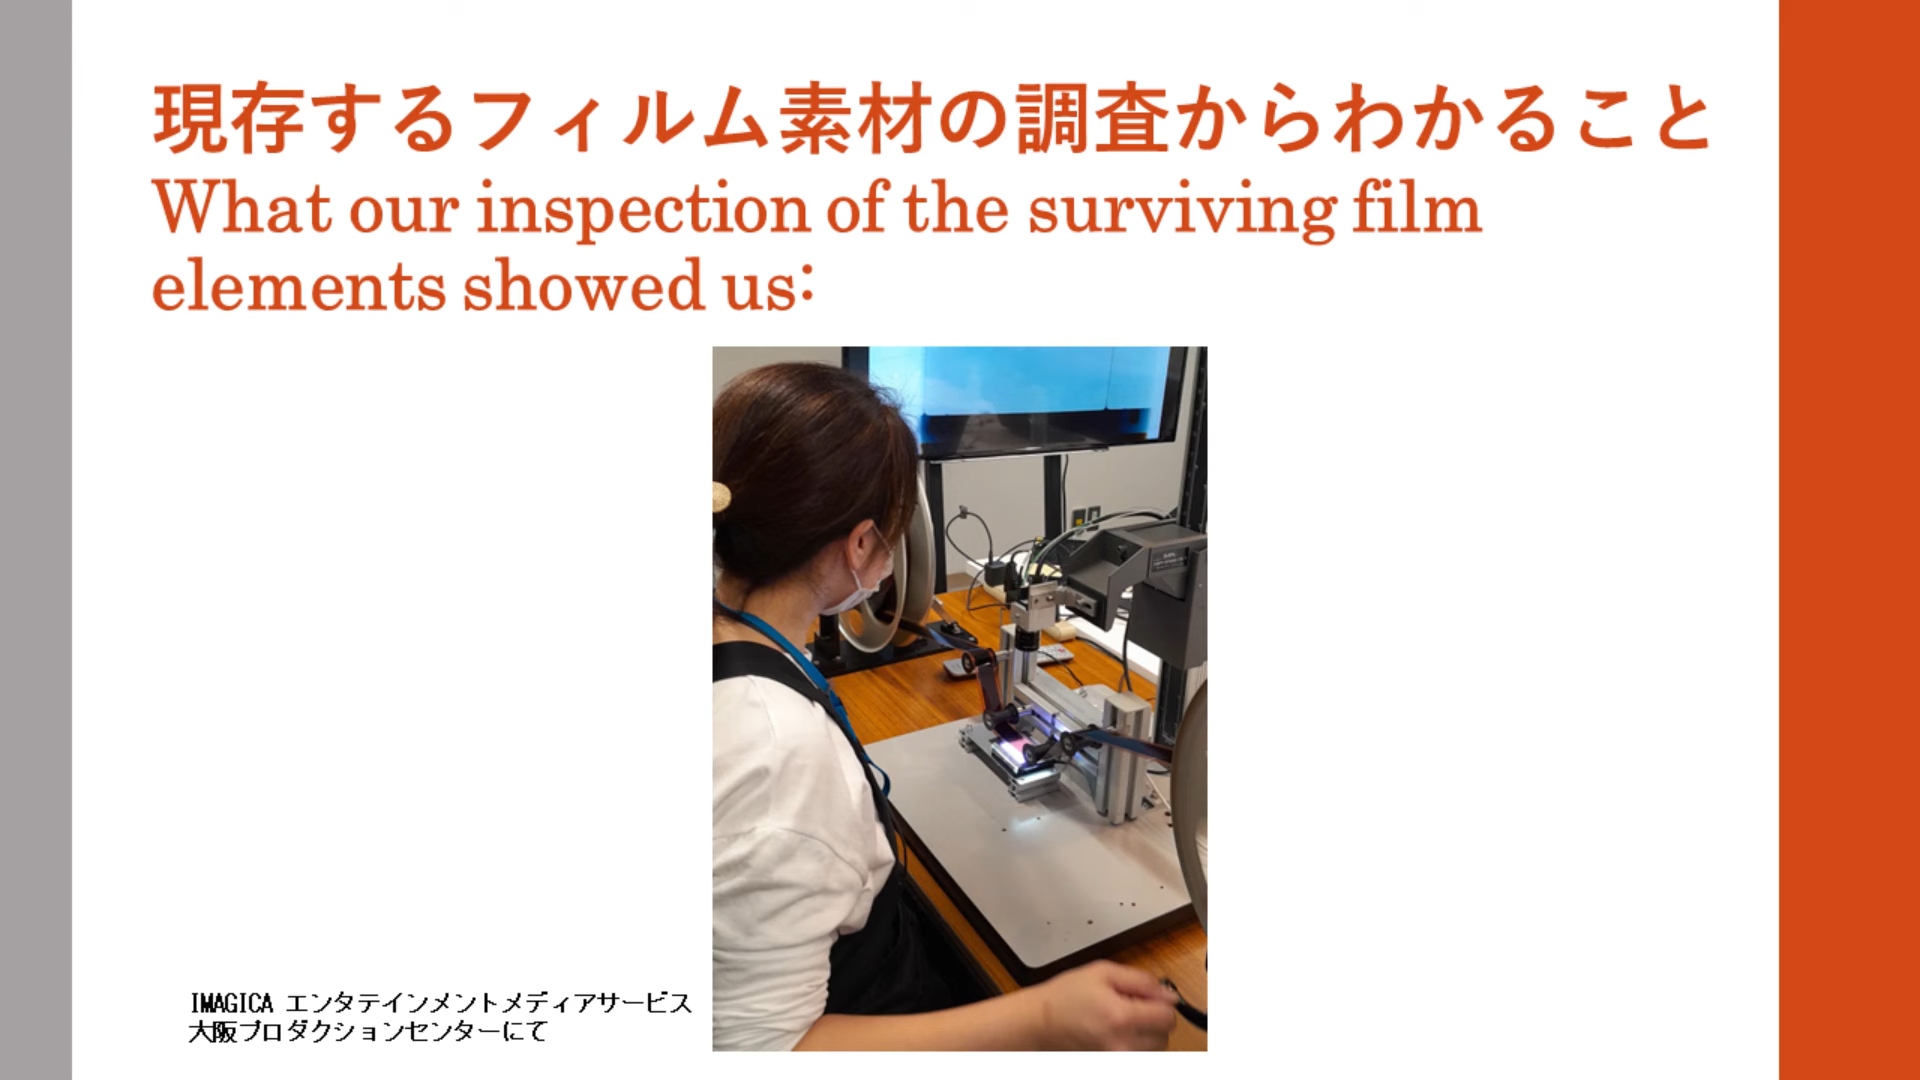 現存するフィルム素材の調査からわかること
What our inspection of the surviving film
elements showed us:
IMAGICA エンタテインメントメディアサービス
大阪プロダクションセンターにて